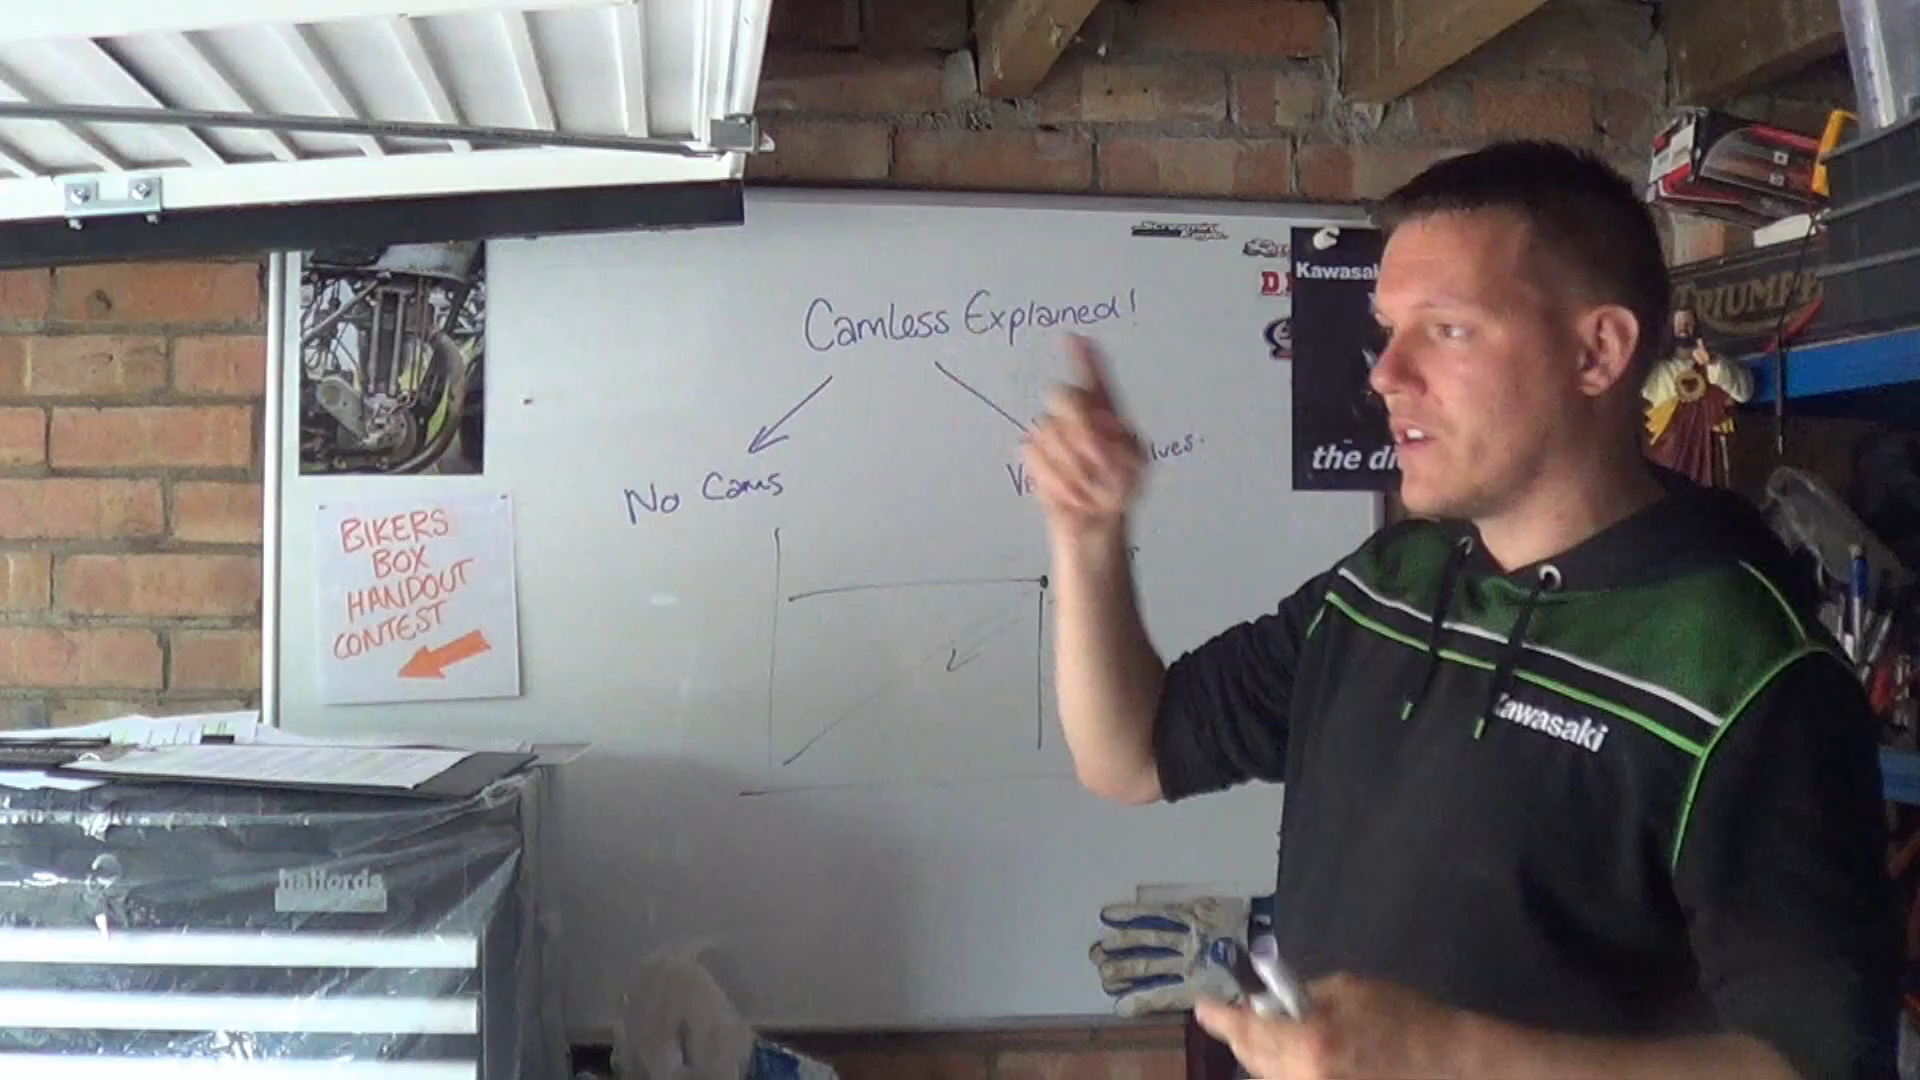 Camless Explained!
No Cams
BIKERS
BOX
HANDOUT
CONTEST
Kawasaki
halfords
TRIUMPH
Kawasaki